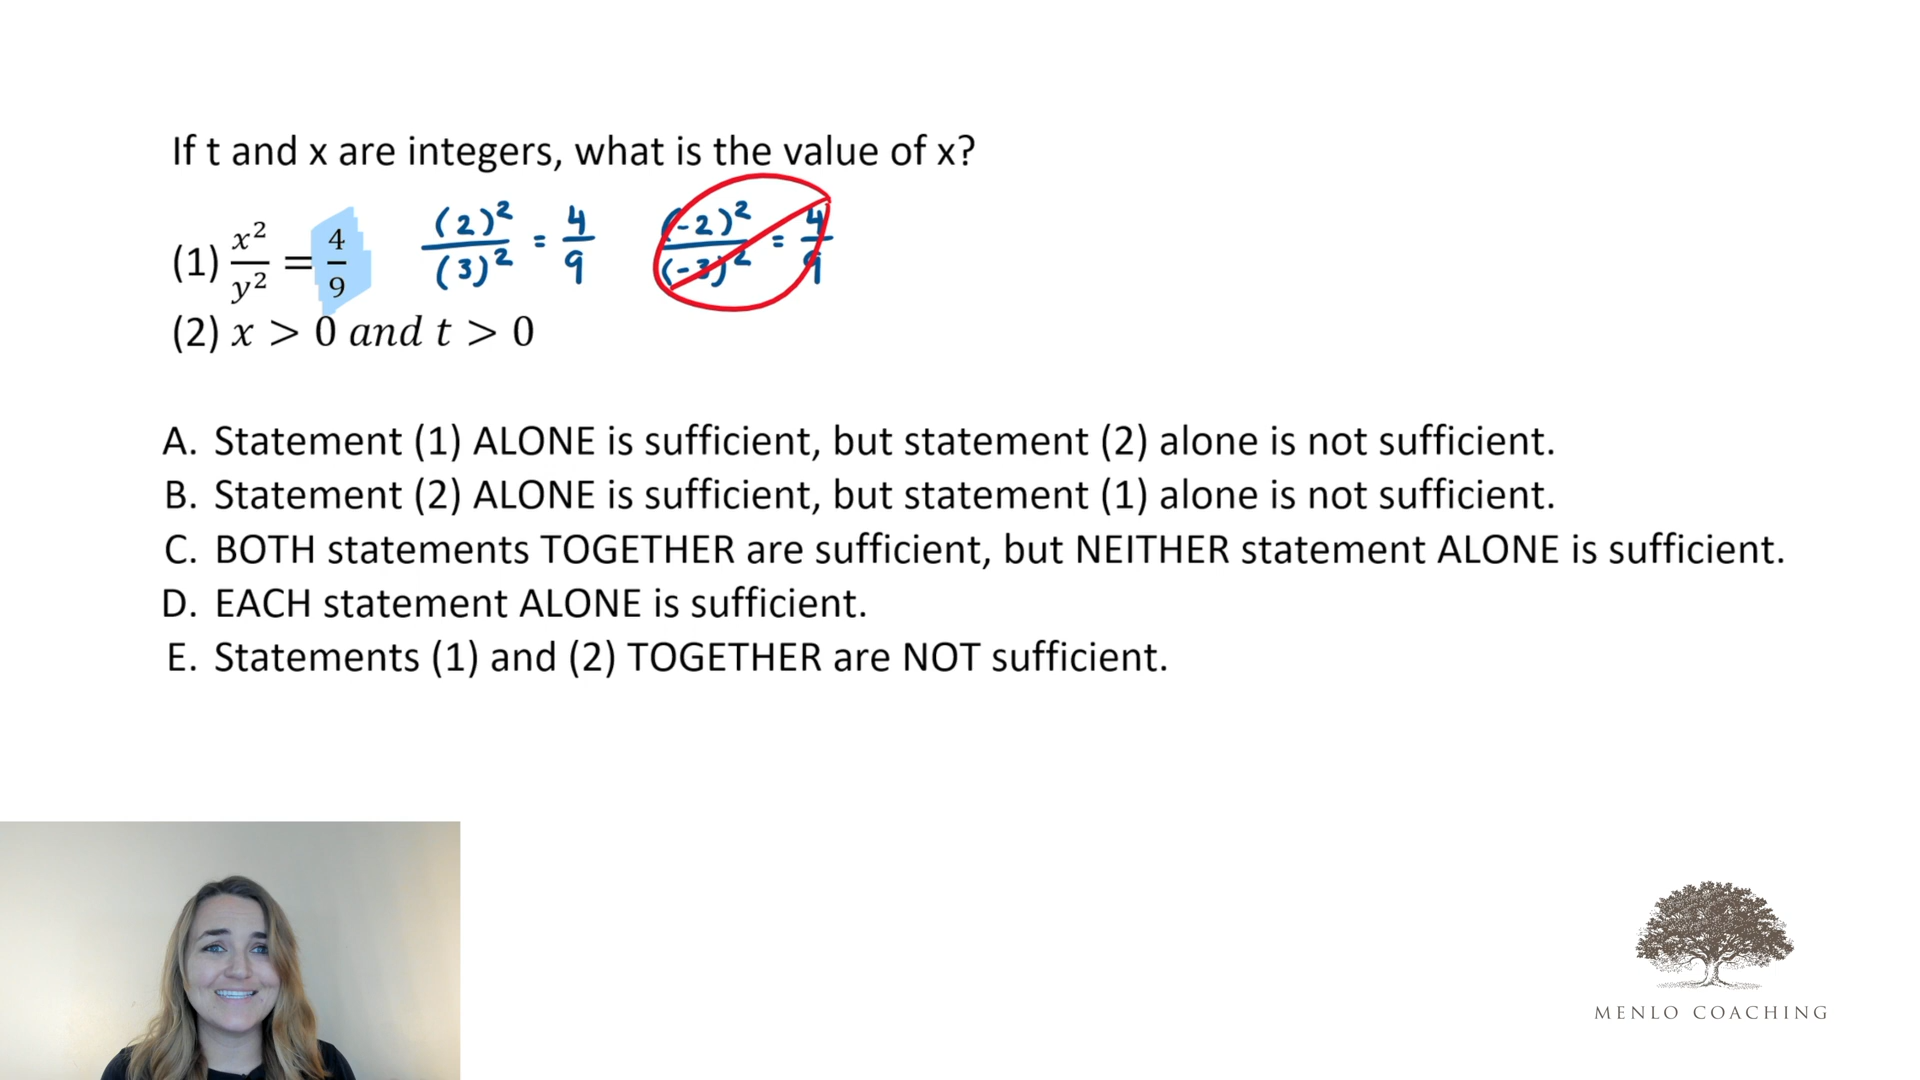 If t and x are integers, what is the value of x?
(1) x²/y² = 4/9 (2)²/(3)² = 4/9 (-2)²/(-3)² = 4/9
(2) x > 0 and t > 0
A. Statement (1) ALONE is sufficient, but statement (2) alone is not sufficient.
B. Statement (2) ALONE is sufficient, but statement (1) alone is not sufficient.
C. BOTH statements TOGETHER are sufficient, but NEITHER statement ALONE is sufficient.
D. EACH statement ALONE is sufficient.
E. Statements (1) and (2) TOGETHER are NOT sufficient.
MENLO COACHING